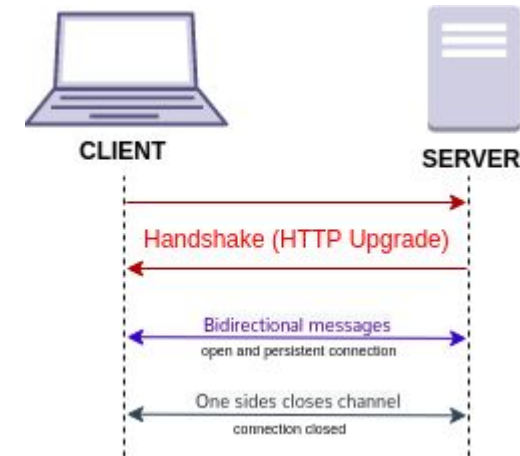 CLIENT
SERVER
Handshake (HTTP Upgrade)
Bidirectional messages
open and persistent connection
One sides closes channel
connection closed